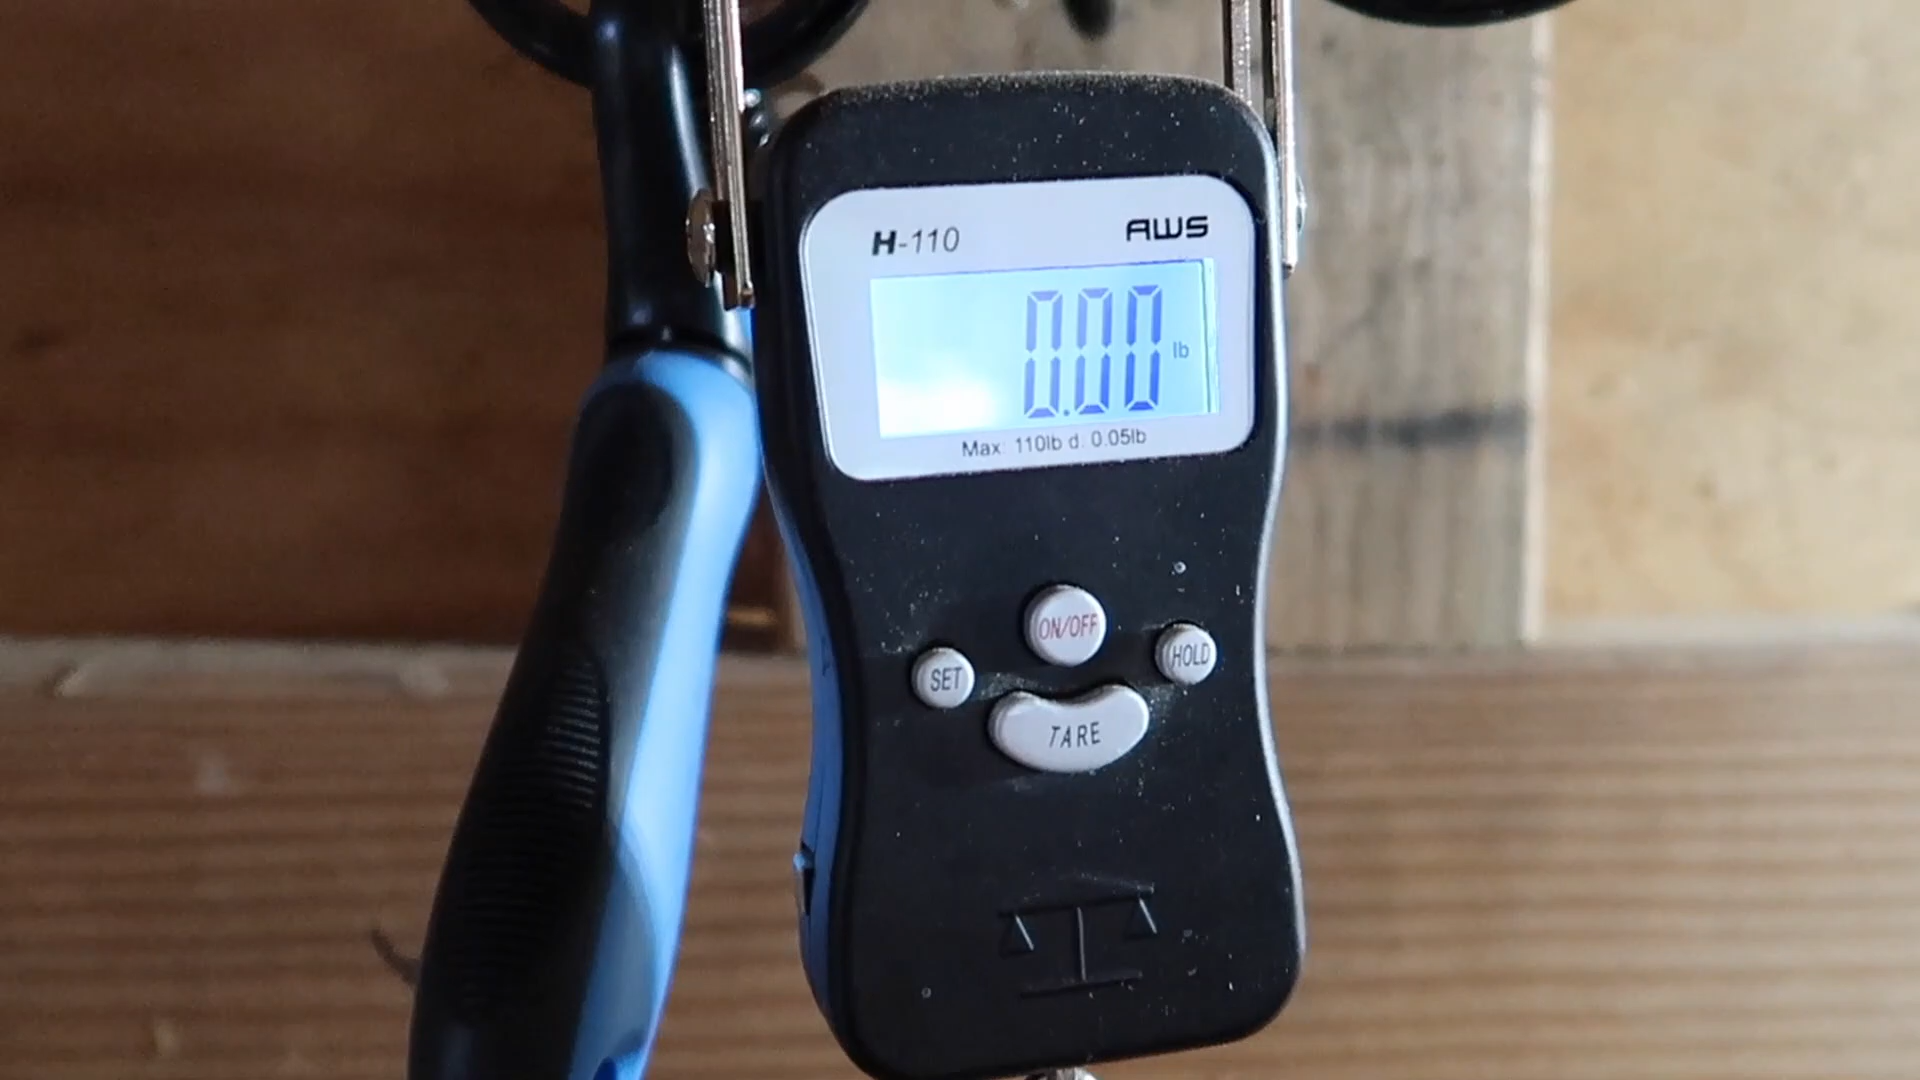 H-110 AWS
0.00 lb
Max: 110lb d: 0.05lb
ON/OFF
SET
HOLD
TARE